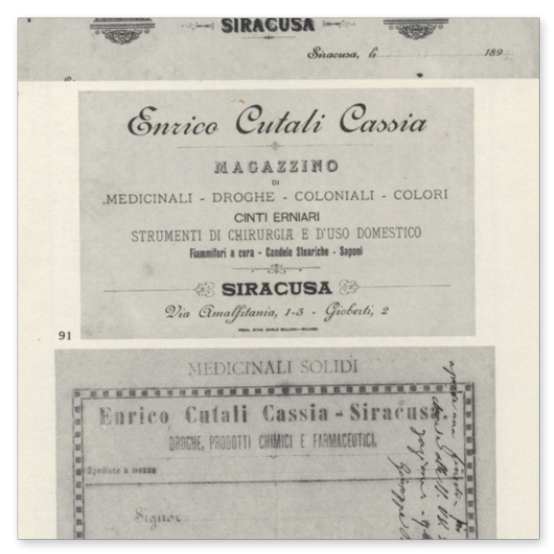 SIRACUSA
Siracusa, li 189
Enrico Cutali Cassia
MAGAZZINO
DI
MEDICINALI - DROGHE - COLONIALI - COLORI
CINTI ERNIARI
STRUMENTI DI CHIRURGIA E D'USO DOMESTICO
Fiammiferi a cera - Candele Steariche - Saponi
SIRACUSA
Via Amalfitania, 1-3 - Gioberti, 2
91
MEDICINALI SOLIDI
Enrico Cutali Cassia - Siracusa
DROGHE, PRODOTTI CHIMICI E FARMACEUTICI.
Spedisce a mezzo
Signor